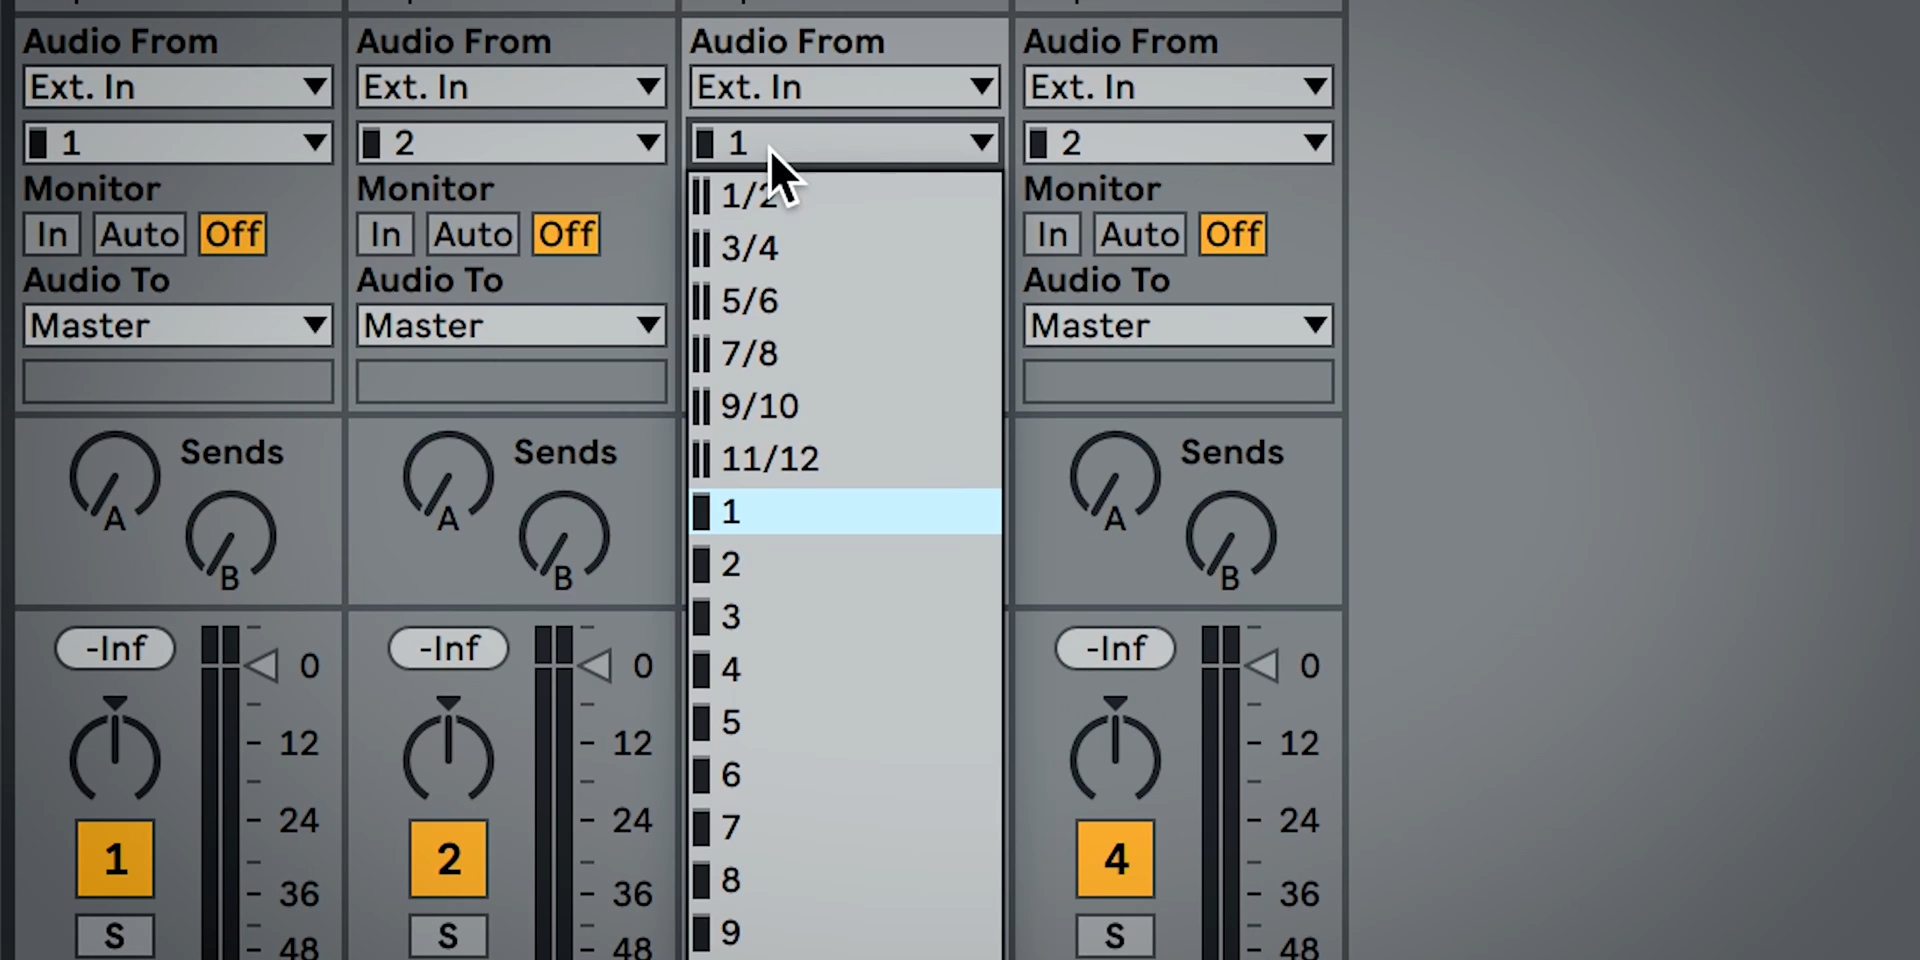 Audio From
Ext. In
1
Monitor
In Auto Off
Audio To
Master
Sends
A
B
-Inf
0
12
24
36
48
1
S
Audio From
Ext. In
2
Monitor
In Auto Off
Audio To
Master
Sends
A
B
-Inf
0
12
24
36
48
2
S
Audio From
Ext. In
1
1/2
3/4
5/6
7/8
9/10
11/12
1
2
3
4
5
6
7
8
9
Audio From
Ext. In
2
Monitor
In Auto Off
Audio To
Master
Sends
A
B
-Inf
0
12
24
36
48
4
S